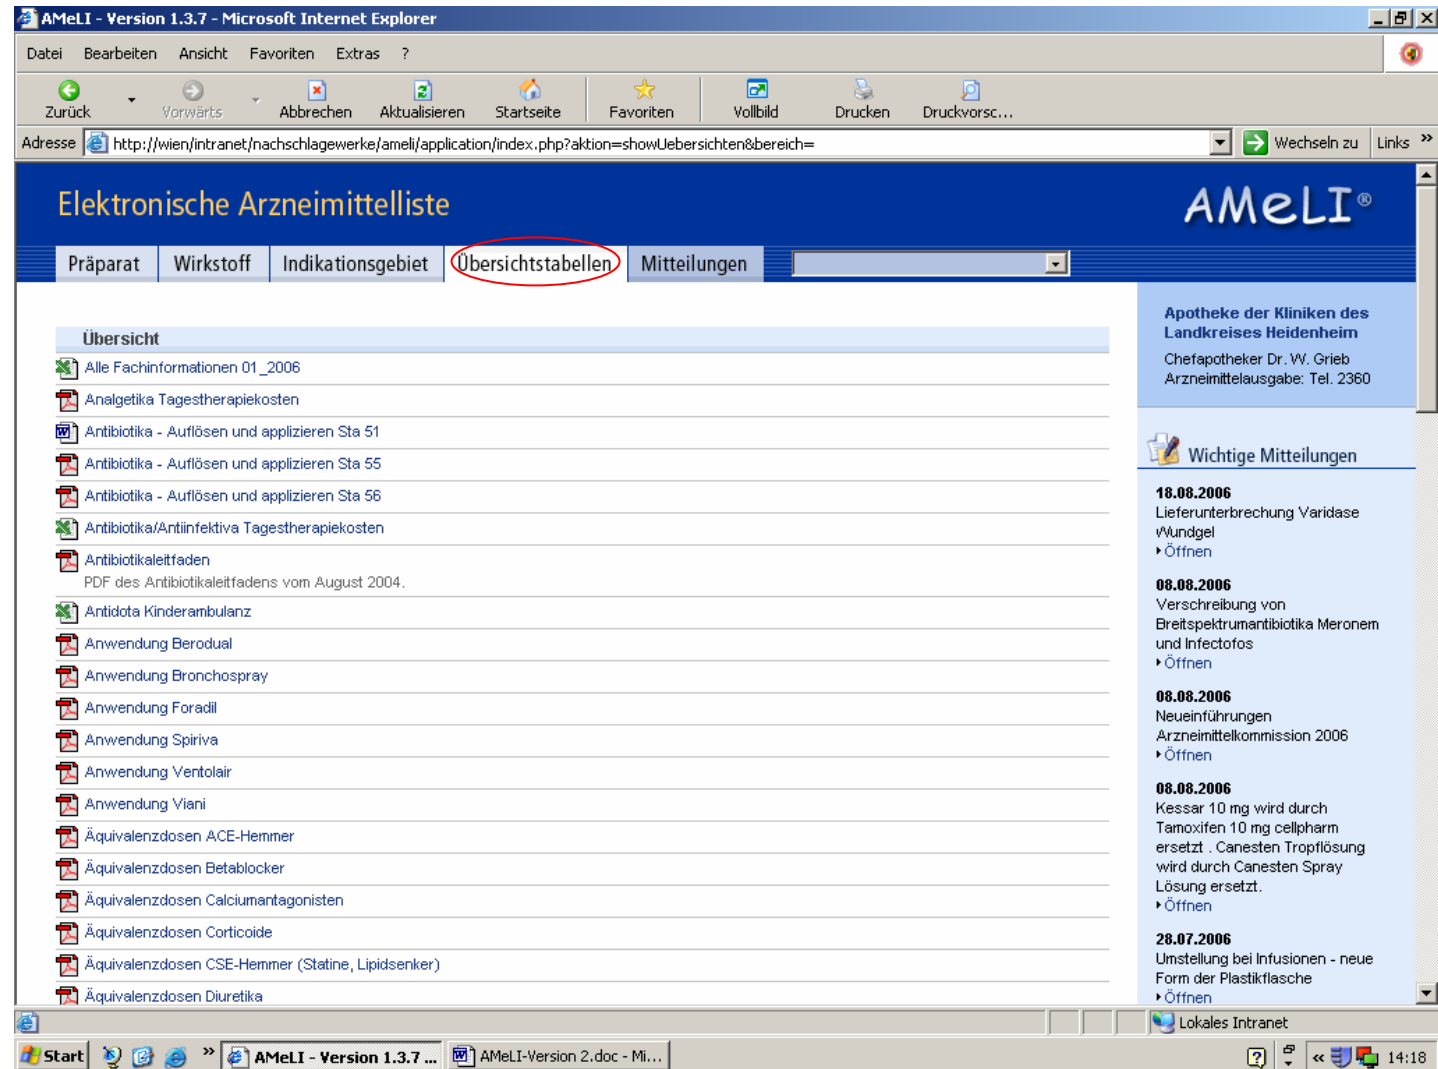 AMeLI - Version 1.3.7 - Microsoft Internet Explorer
Datei Bearbeiten Ansicht Favoriten Extras ?
Zurück Vorwärts Abbrechen Aktualisieren Startseite Favoriten Vollbild Drucken Druckvorsc...
Adresse http://wien/intranet/nachschlagewerke/ameli/application/index.php?aktion=showUebersichten&bereich= Wechseln zu Links »
Elektronische Arzneimittelliste
AMeLI®
Präparat Wirkstoff Indikationsgebiet Übersichtstabellen Mitteilungen
Übersicht
Alle Fachinformationen 01_2006
Analgetika Tagestherapiekosten
Antibiotika - Auflösen und applizieren Sta 51
Antibiotika - Auflösen und applizieren Sta 55
Antibiotika - Auflösen und applizieren Sta 56
Antibiotika/Antiinfektiva Tagestherapiekosten
Antibiotikaleitfaden
PDF des Antibiotikaleitfadens vom August 2004.
Antidota Kinderambulanz
Anwendung Berodual
Anwendung Bronchospray
Anwendung Foradil
Anwendung Spiriva
Anwendung Ventolair
Anwendung Viani
Äquivalenzdosen ACE-Hemmer
Äquivalenzdosen Betablocker
Äquivalenzdosen Calciumantagonisten
Äquivalenzdosen Corticoide
Äquivalenzdosen CSE-Hemmer (Statine, Lipidsenker)
Äquivalenzdosen Diuretika
Apotheke der Kliniken des
Landkreises Heidenheim
Chefapotheker Dr. W. Grieb
Arzneimittelausgabe: Tel. 2360
Wichtige Mitteilungen
18.08.2006
Lieferunterbrechung Varidase
Wundgel
Öffnen
08.08.2006
Verschreibung von
Breitspektrumantibiotika Meronem
und Infectofos
Öffnen
08.08.2006
Neueinführungen
Arzneimittelkommission 2006
Öffnen
08.08.2006
Kessar 10 mg wird durch
Tamoxifen 10 mg cellpharm
ersetzt . Canesten Tropflösung
wird durch Canesten Spray
Lösung ersetzt.
Öffnen
28.07.2006
Umstellung bei Infusionen - neue
Form der Plastikflasche
Öffnen
Lokales Intranet
Start » AMeLI - Version 1.3.7 ... AMeLI-Version 2.doc - Mi... « 14:18